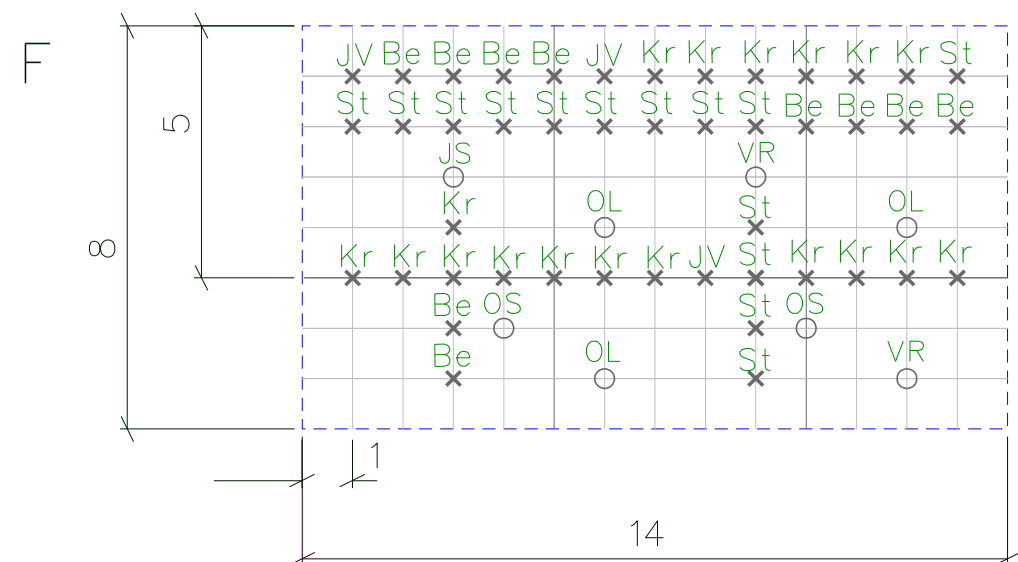 F
JV Be Be Be Be JV Kr Kr Kr Kr Kr Kr St
St St St St St St St St St Be Be Be Be
5
JS VR
Kr OL St OL
8
Kr Kr Kr Kr Kr Kr Kr JV St Kr Kr Kr Kr
Be OS St OS
Be OL St VR
1
14